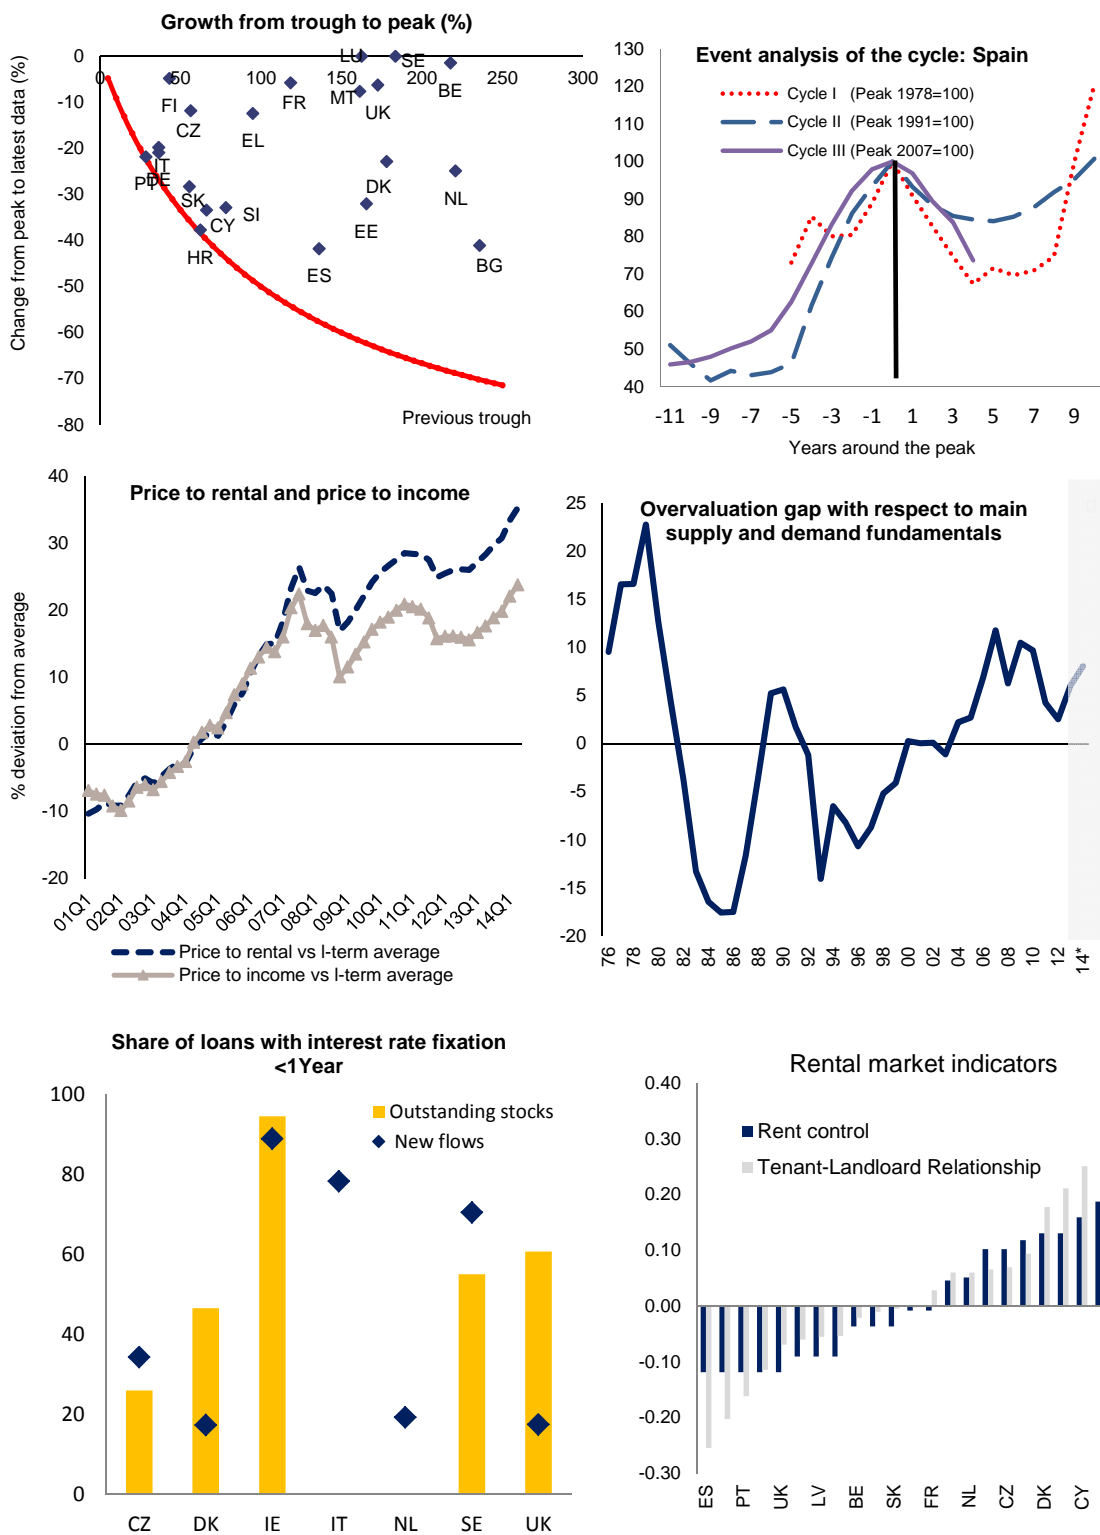 Growth from trough to peak (%)
Change from peak to latest data (%)
0
-10
-20
-30
-40
-50
-60
-70
-80
0 50 100 150 200 250 300
LU SE
FI FR MT BE
CZ UK
EL
IT
PT DE
SK DK NL
CY SI EE
HR ES BG
Previous trough
Event analysis of the cycle: Spain
Cycle I (Peak 1978=100)
Cycle II (Peak 1991=100)
Cycle III (Peak 2007=100)
130
120
110
100
90
80
70
60
50
40
-11 -9 -7 -5 -3 -1 1 3 5 7 9
Years around the peak
Price to rental and price to income
% deviation from average
40
30
20
10
0
-10
-20
01Q1 02Q1 03Q1 04Q1 05Q1 06Q1 07Q1 08Q1 09Q1 10Q1 11Q1 12Q1 13Q1 14Q1
Price to rental vs l-term average
Price to income vs l-term average
Overvaluation gap with respect to main
supply and demand fundamentals
25
20
15
10
5
0
-5
-10
-15
-20
76 78 80 82 84 86 88 90 92 94 96 98 00 02 04 06 08 10 12 14*
Share of loans with interest rate fixation
<1Year
Outstanding stocks
New flows
100
80
60
40
20
0
CZ DK IE IT NL SE UK
Rental market indicators
Rent control
Tenant-Landloard Relationship
0.40
0.30
0.20
0.10
0.00
-0.10
-0.20
-0.30
ES PT UK LV BE SK FR NL CZ DK CY